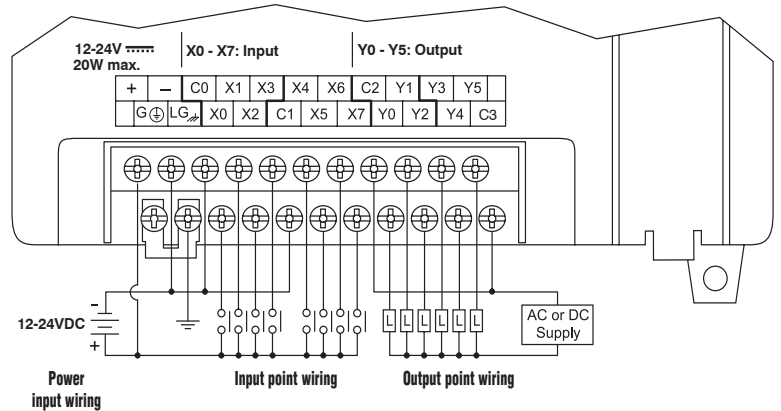 12-24V
20W max.
X0 - X7: Input
Y0 - Y5: Output
+ – C0 X1 X3 X4 X6 C2 Y1 Y3 Y5
G LG X0 X2 C1 X5 X7 Y0 Y2 Y4 C3
-
12-24VDC
+
L L L L L L
AC or DC
Supply
Power
input wiring
Input point wiring
Output point wiring